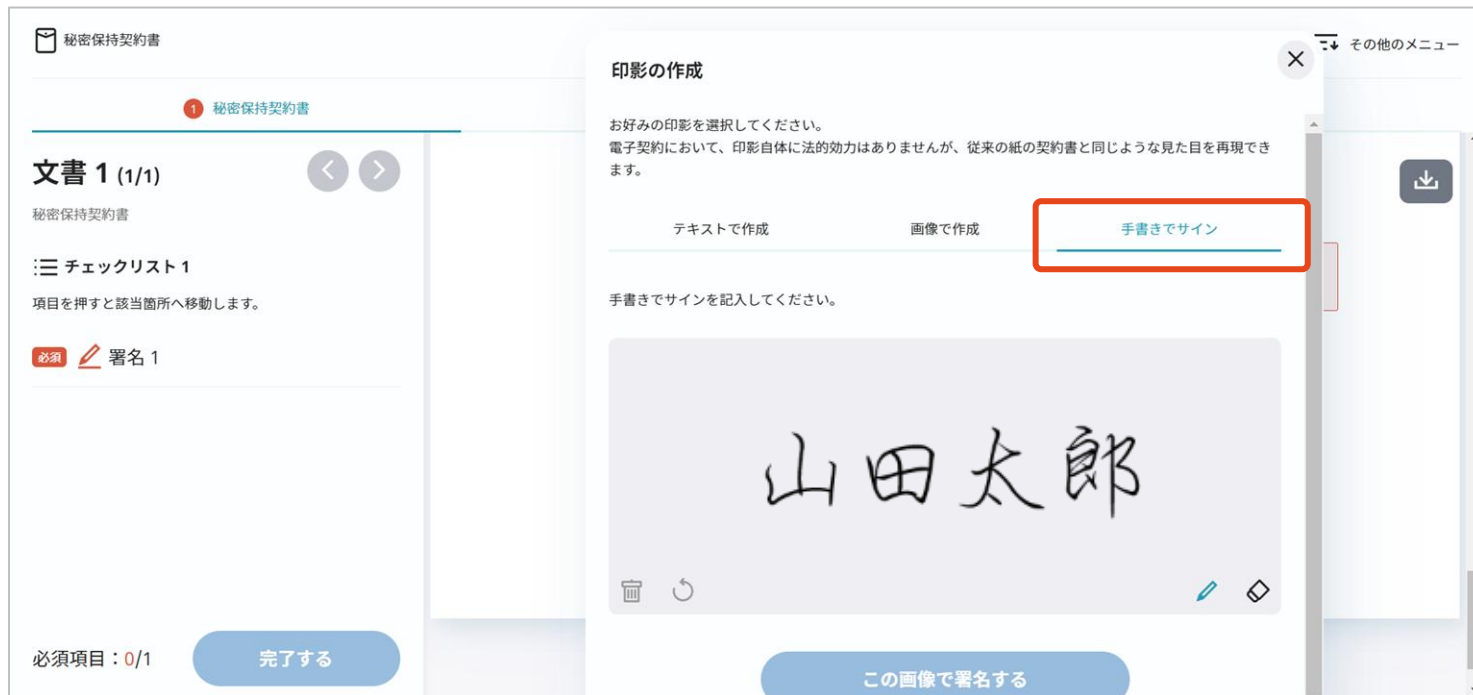 秘密保持契約書
その他のメニュー
1 秘密保持契約書
文書 1 (1/1)
秘密保持契約書
チェックリスト 1
項目を押すと該当箇所へ移動します。
必須 署名 1
必須項目：0/1
完了する
印影の作成
お好みの印影を選択してください。
電子契約において、印影自体に法的効力はありませんが、従来の紙の契約書と同じような見た目を再現でき
ます。
テキストで作成 画像で作成 手書きでサイン
手書きでサインを記入してください。
山田太郎
この画像で署名する